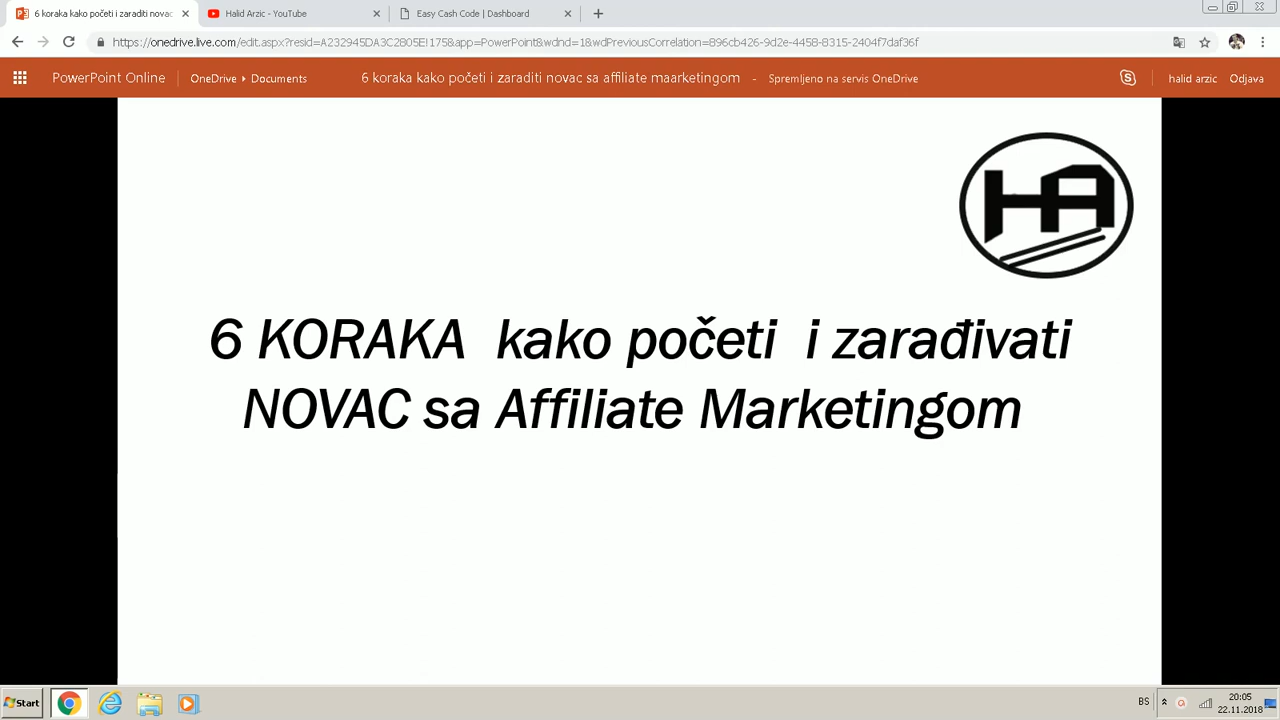 6 koraka kako početi i zaraditi novac
Halid Arzic - YouTube
Easy Cash Code | Dashboard
https://onedrive.live.com/edit.aspx?resid=A232945DA3C2805E!175&app=PowerPoint&wdnd=1&wdPreviousCorrelation=896cb426-9d2e-4458-8315-2404f7daf36f
PowerPoint Online
OneDrive ▸ Documents
6 koraka kako početi i zaraditi novac sa affiliate maarketingom - Spremljeno na servis OneDrive
halid arzic
Odjava
HA
6 KORAKA kako početi i zarađivati
NOVAC sa Affiliate Marketingom
Start
BS
20:05
22.11.2018